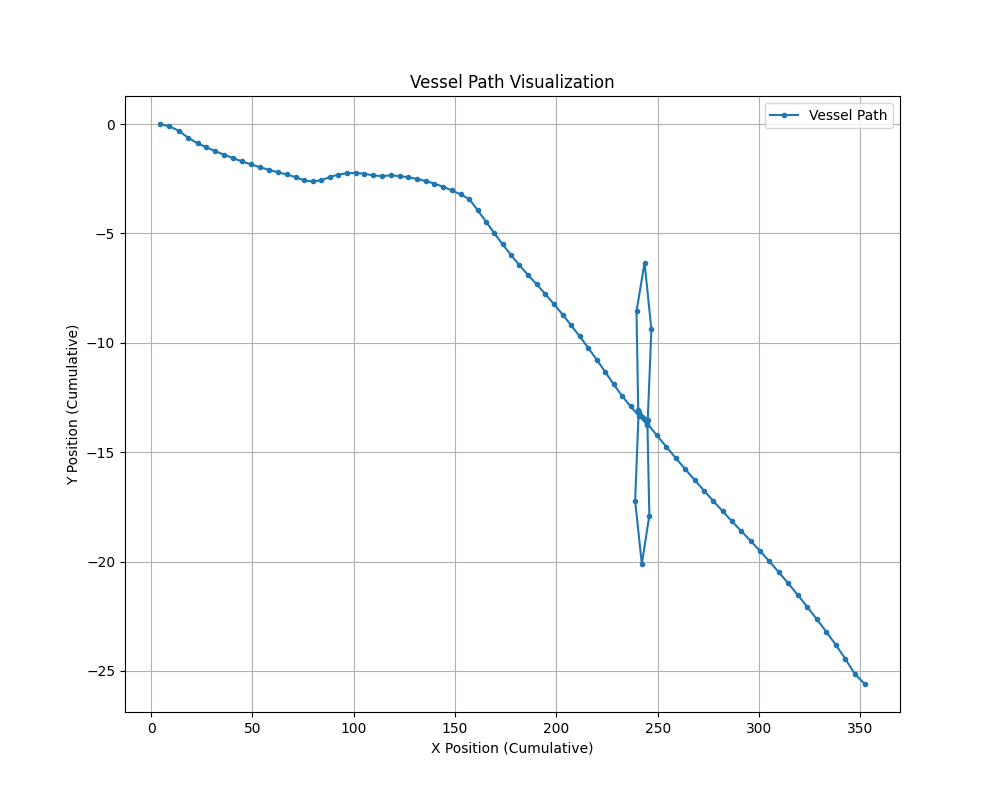 Vessel Path Visualization
Vessel Path
0
−5
−10
−15
−20
−25
Y Position (Cumulative)
0 50 100 150 200 250 300 350
X Position (Cumulative)